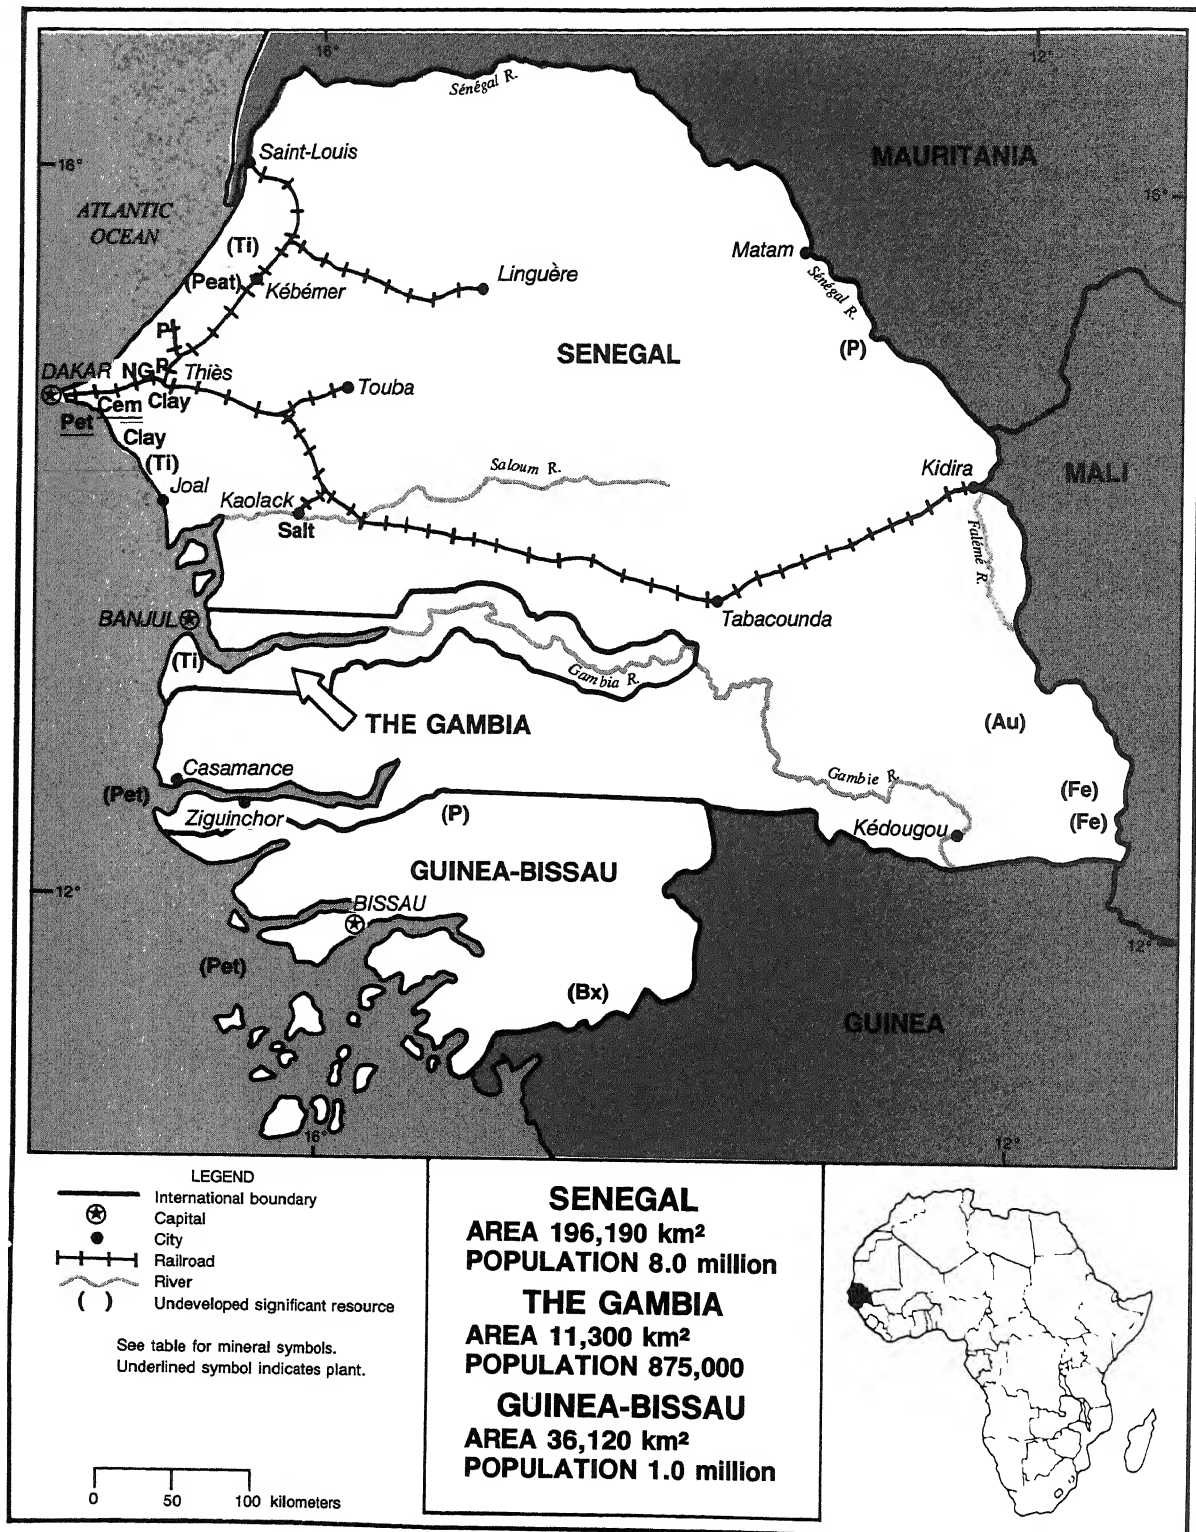 16°
12°
Sénégal R.
Saint-Louis
16°
MAURITANIA
16°
ATLANTIC
OCEAN
(Ti)
Matam
(Peat)
Kébémer
Linguère
Sénégal R.
P
SENEGAL
(P)
DAKAR
NG
P
Thiès
Touba
Cem
Clay
Pet
Clay
(Ti)
Joal
Saloum R.
Kidira
MALI
Kaolack
Salt
Falémé R.
BANJUL
Tabacounda
(Ti)
Gambia R.
THE GAMBIA
(Au)
Casamance
Gambie R.
(Pet)
(Fe)
Ziguinchor
(P)
Kédougou
(Fe)
GUINEA-BISSAU
12°
BISSAU
12°
(Pet)
(Bx)
GUINEA
16°
12°
LEGEND
International boundary
Capital
City
Railroad
River
( ) Undeveloped significant resource
See table for mineral symbols.
Underlined symbol indicates plant.
0 50 100 kilometers
SENEGAL
AREA 196,190 km²
POPULATION 8.0 million
THE GAMBIA
AREA 11,300 km²
POPULATION 875,000
GUINEA-BISSAU
AREA 36,120 km²
POPULATION 1.0 million